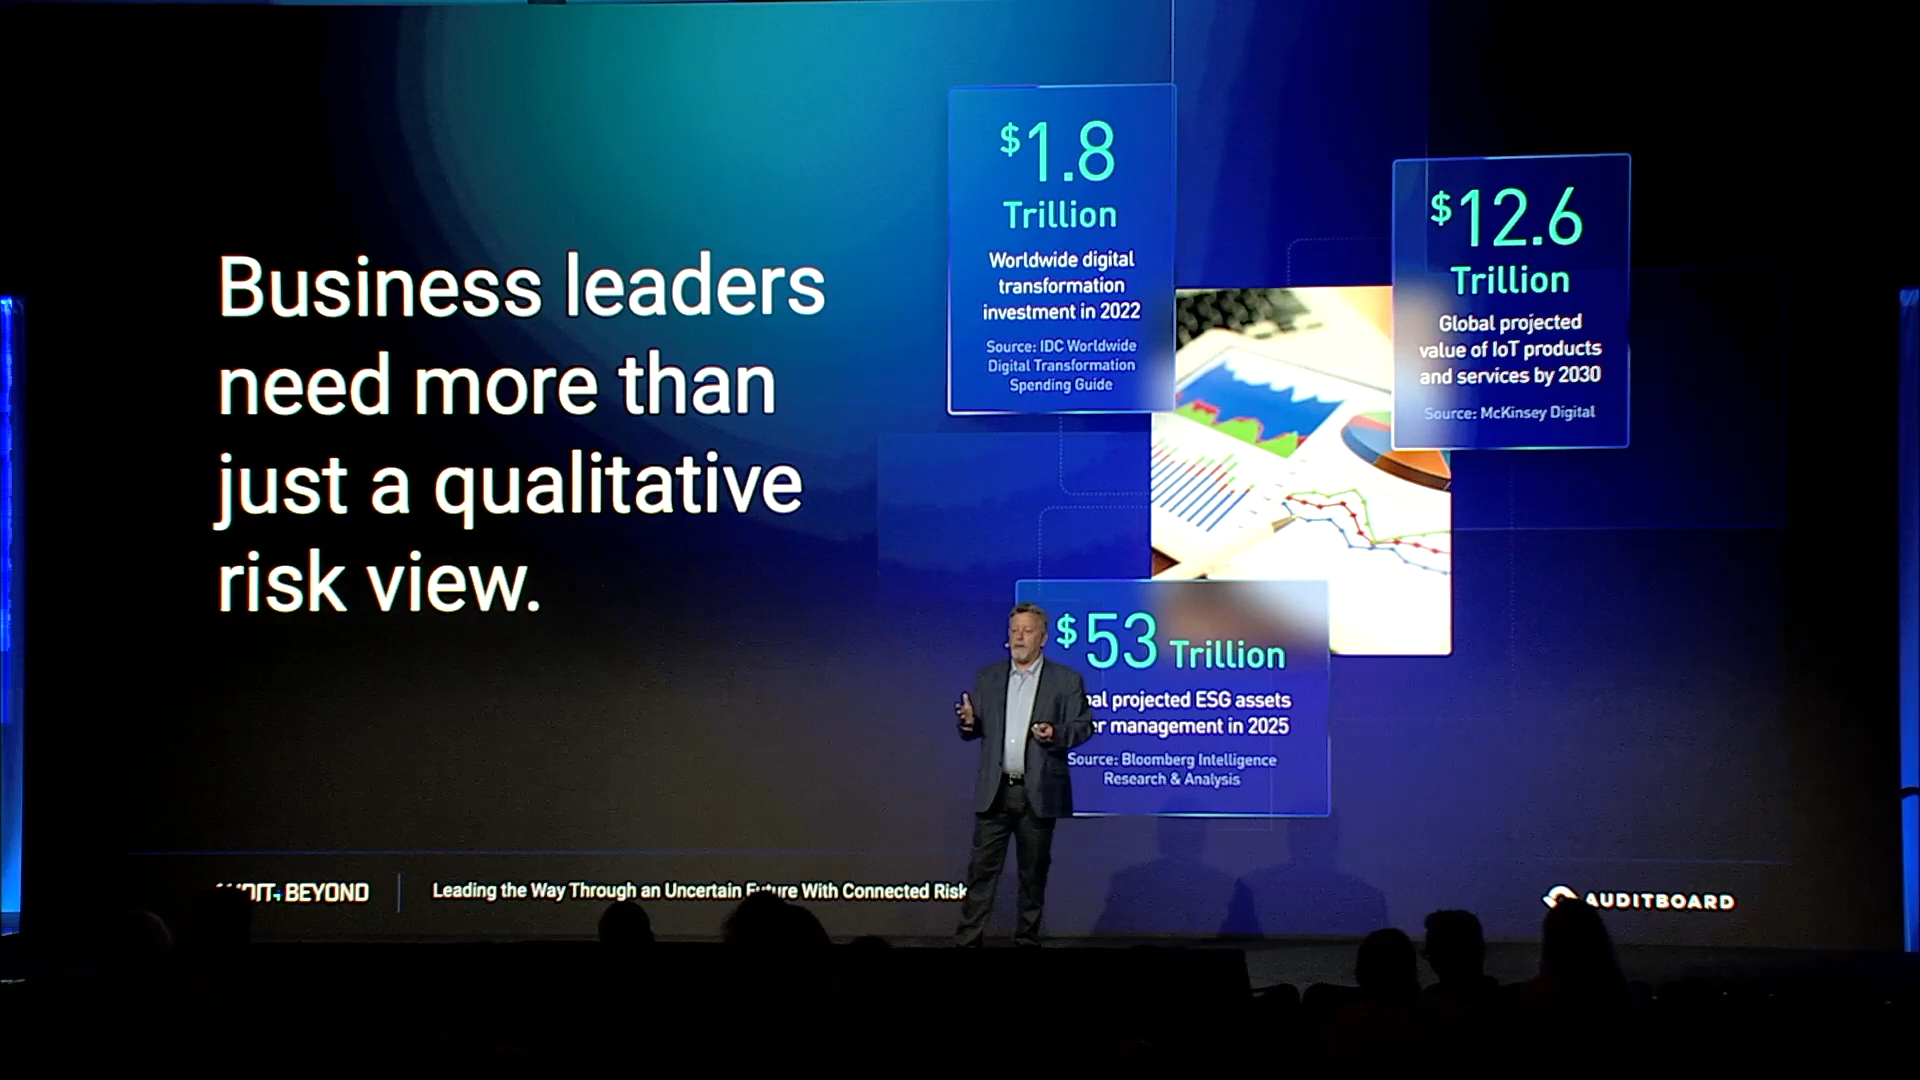 Business leaders
need more than
just a qualitative
risk view.
$1.8
Trillion
Worldwide digital
transformation
investment in 2022
Source: IDC Worldwide
Digital Transformation
Spending Guide
$12.6
Trillion
Global projected
value of IoT products
and services by 2030
Source: McKinsey Digital
$53 Trillion
projected ESG assets
management in 2025
Source: Bloomberg Intelligence
Research & Analysis
BEYOND
Leading the Way Through an Uncertain Future With Connected Risk
AUDITBOARD